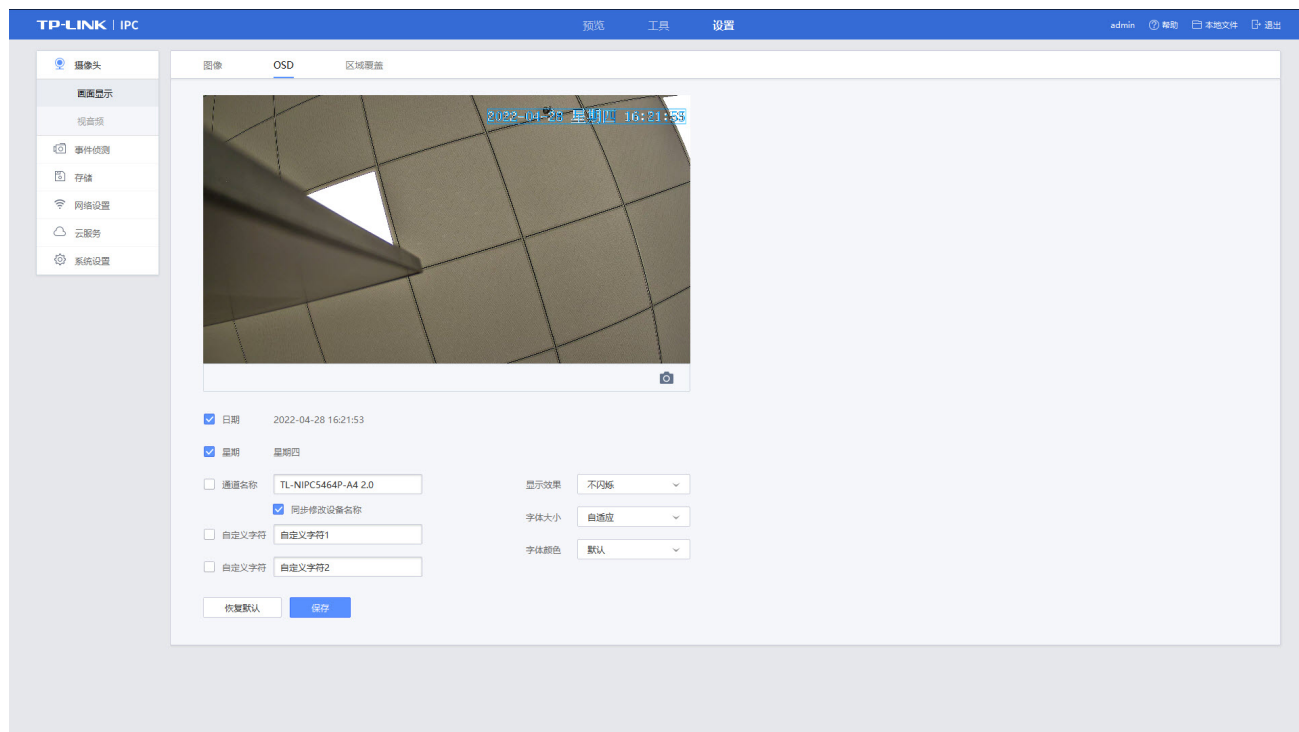 TP-LINK | IPC 预览 工具 设置 admin 帮助 本地文件 退出
摄像头
画面显示
视音频
事件侦测
存储
网络设置
云服务
系统设置
图像 OSD 区域覆盖
2022-04-28 星期四 16:21:53
日期 2022-04-28 16:21:53
星期 星期四
通道名称 TL-NIPC5464P-A4 2.0 显示效果 不闪烁
同步修改设备名称
字体大小 自适应
自定义字符 自定义字符1
字体颜色 默认
自定义字符 自定义字符2
恢复默认 保存